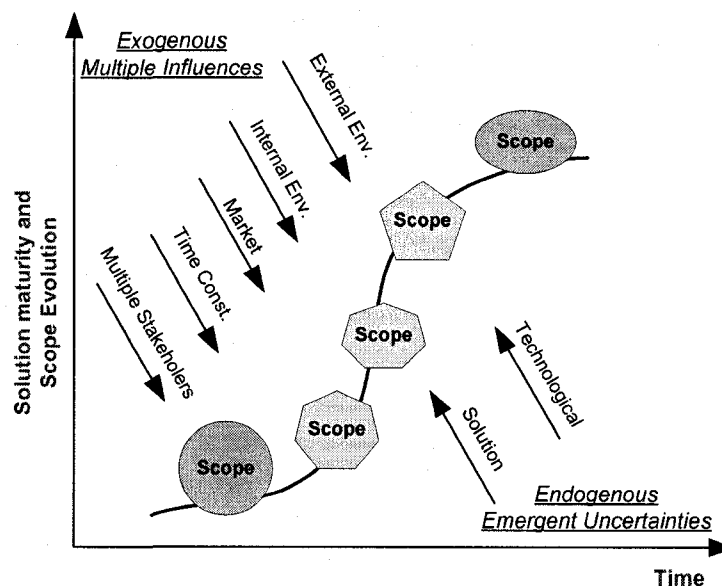 Exogenous
Multiple Influences
External Env.
Internal Env.
Market
Time Const.
Multiple Stakeholers
Scope
Scope
Scope
Scope
Scope
Technological
Solution
Endogenous
Emergent Uncertainties
Solution maturity and
Scope Evolution
Time